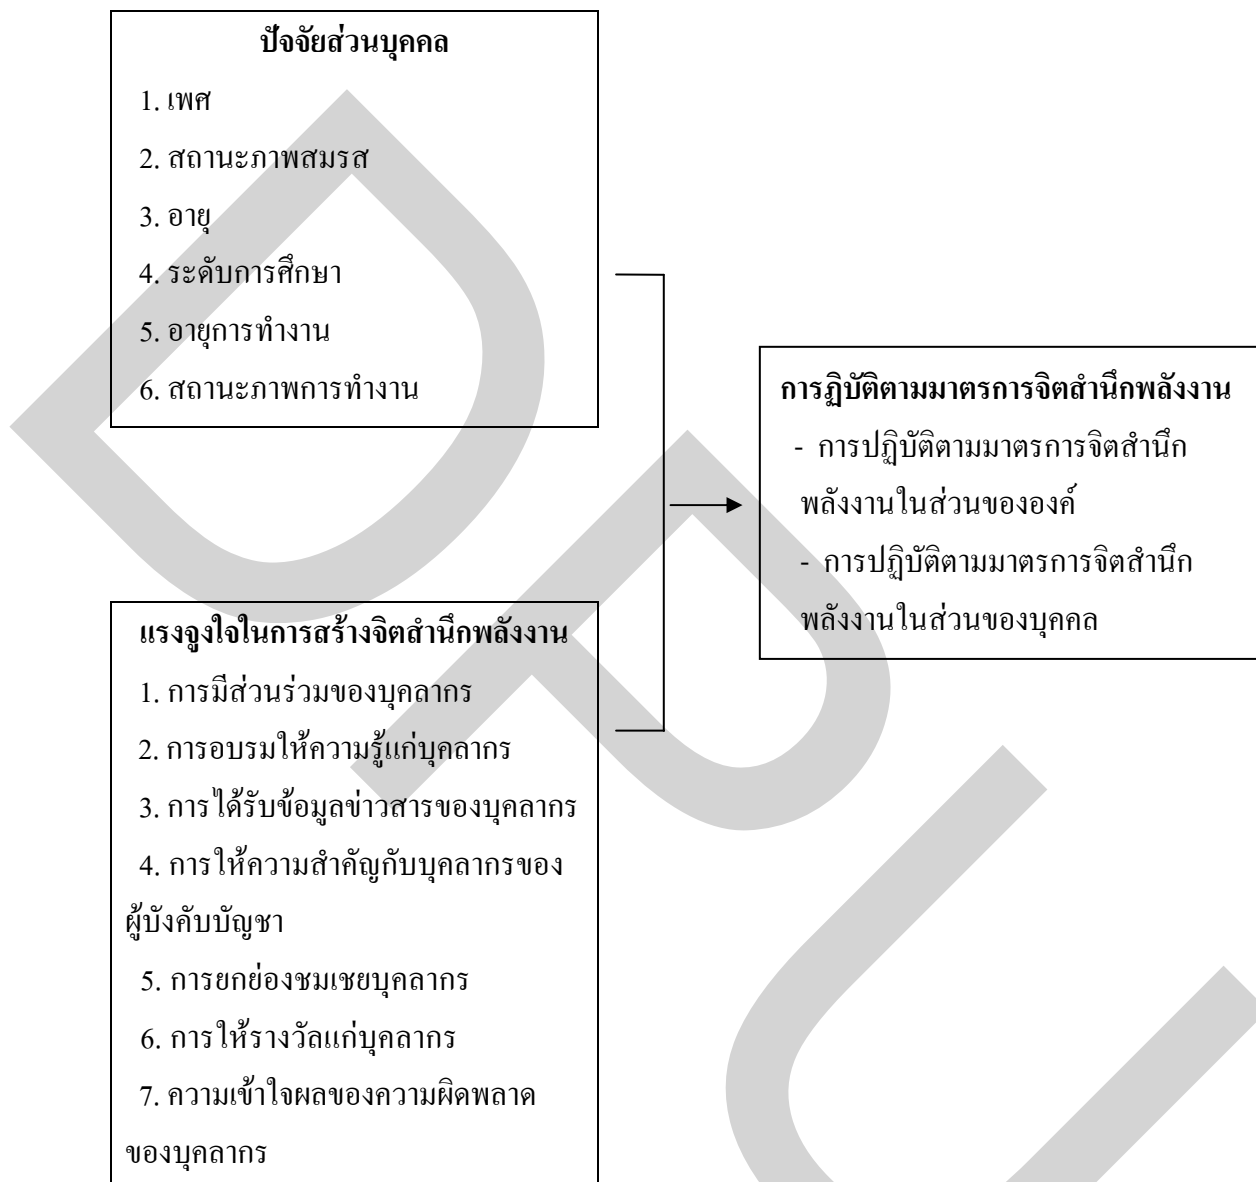 ปัจจัยส่วนบุคคล
1. เพศ
2. สถานะภาพสมรส
3. อายุ
4. ระดับการศึกษา
5. อายุการทำงาน
6. สถานะภาพการทำงาน
แรงจูงใจในการสร้างจิตสำนึกพลังงาน
1. การมีส่วนร่วมของบุคลากร
2. การอบรมให้ความรู้แก่บุคลากร
3. การได้รับข้อมูลข่าวสารของบุคลากร
4. การให้ความสำคัญกับบุคลากรของ
ผู้บังคับบัญชา
5. การยกย่องชมเชยบุคลากร
6. การให้รางวัลแก่บุคลากร
7. ความเข้าใจผลของความผิดพลาด
ของบุคลากร
การฏิบัติตามมาตรการจิตสำนึกพลังงาน
- การปฏิบัติตามมาตรการจิตสำนึก
พลังงานในส่วนขององค์
- การปฏิบัติตามมาตรการจิตสำนึก
พลังงานในส่วนของบุคคล
DPU